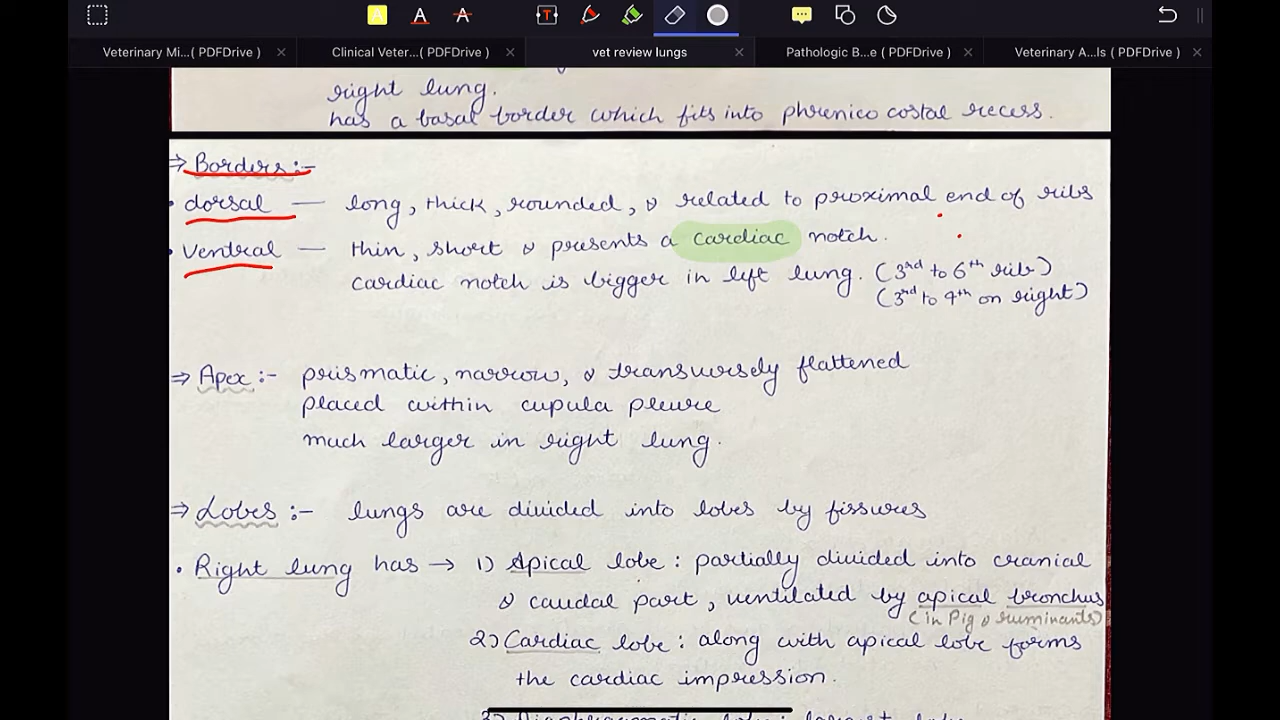 A A A T
Veterinary Mi...( PDFDrive ) × Clinical Veter...( PDFDrive ) × vet review lungs × Pathologic B...e ( PDFDrive ) × Veterinary A...ls ( PDFDrive ) ×
right lung.
has a basal border which fits into phrenico costal recess.
⇒ Borders :-
• dorsal — long, thick, rounded, & related to proximal end of ribs
• Ventral — thin, short & presents a cardiac notch.
cardiac notch is bigger in left lung. (3nd to 6th rib)
(3nd to 4th on right)
⇒ Apex :- prismatic, narrow, & transversely flattened
placed within cupula pleure
much larger in right lung.
⇒ Lobes :- lungs are divided into lobes by fissures
• Right lung has → 1) Apical lobe : partially divided into cranial
& caudal part, ventilated by apical bronchus
(in Pig & ruminants)
2) Cardiac lobe : along with apical lobe forms
the cardiac impression.